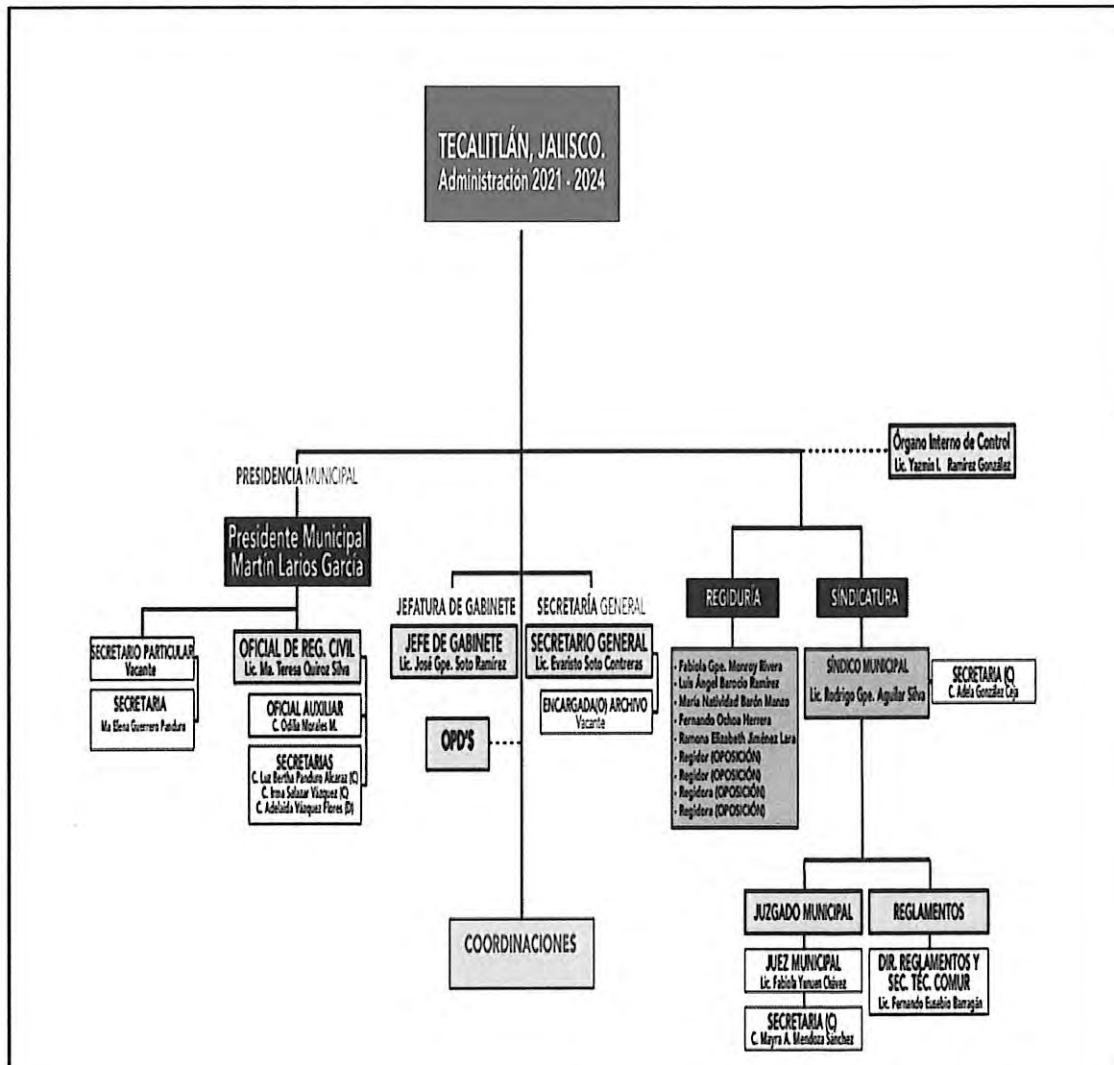 TECALITLÁN, JALISCO.
Administración 2021 - 2024
Órgano Interno de Control
Lic. Yazmin I. Ramírez González
PRESIDENCIA MUNICIPAL
Presidente Municipal
Martín Larios García
SECRETARIO PARTICULAR
Vacante
SECRETARIA
Ma Elena Guerrero Panduro
OFICIAL DE REG. CIVIL
Lic. Ma. Teresa Quiroz Silva
OFICIAL AUXILIAR
C. Odilia Morales M.
SECRETARIAS
C. Luz Bertha Panduro Alcaraz (C)
C. Irma Salazar Vázquez (C)
C. Adelaida Vázquez Flores (D)
JEFATURA DE GABINETE
JEFE DE GABINETE
Lic. José Gpe. Soto Ramírez
SECRETARÍA GENERAL
SECRETARIO GENERAL
Lic. Evaristo Soto Contreras
ENCARGADA(O) ARCHIVO
Vacante
OPD'S
COORDINACIONES
REGIDURÍA
- Fabiola Gpe. Monroy Rivera
- Luis Ángel Barocio Ramírez
- María Natividad Barón Manzo
- Fernando Ochoa Herrera
- Ramona Elizabeth Jiménez Lara
- Regidor (OPOSICIÓN)
- Regidor (OPOSICIÓN)
- Regidora (OPOSICIÓN)
- Regidora (OPOSICIÓN)
SÍNDICATURA
SÍNDICO MUNICIPAL
Lic. Rodrigo Gpe. Aguilar Silva
SECRETARIA (C)
C. Adela González Ceja
JUZGADO MUNICIPAL
JUEZ MUNICIPAL
Lic. Fabiola Yunuen Chávez
SECRETARIA (C)
C. Mayra A. Mendoza Sánchez
REGLAMENTOS
DIR. REGLAMENTOS Y
SEC. TEC. COMUR
Lic. Fernando Eusebio Barragán